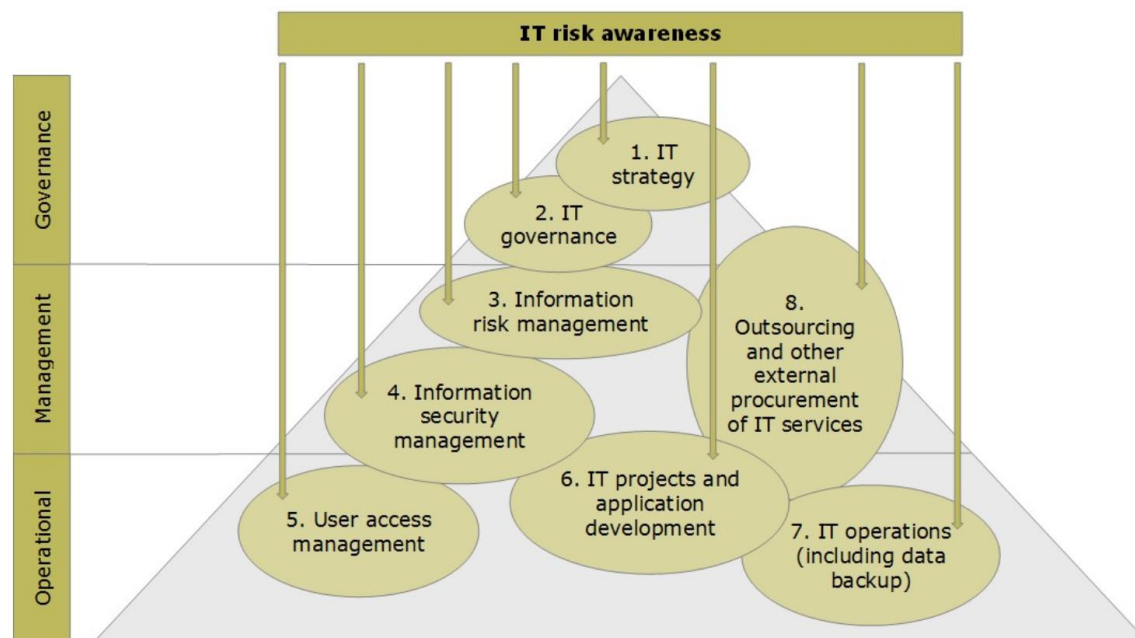 IT risk awareness
Governance
Management
Operational
1. IT
strategy
2. IT
governance
3. Information
risk management
4. Information
security
management
5. User access
management
6. IT projects and
application
development
7. IT operations
(including data
backup)
8.
Outsourcing
and other
external
procurement
of IT services